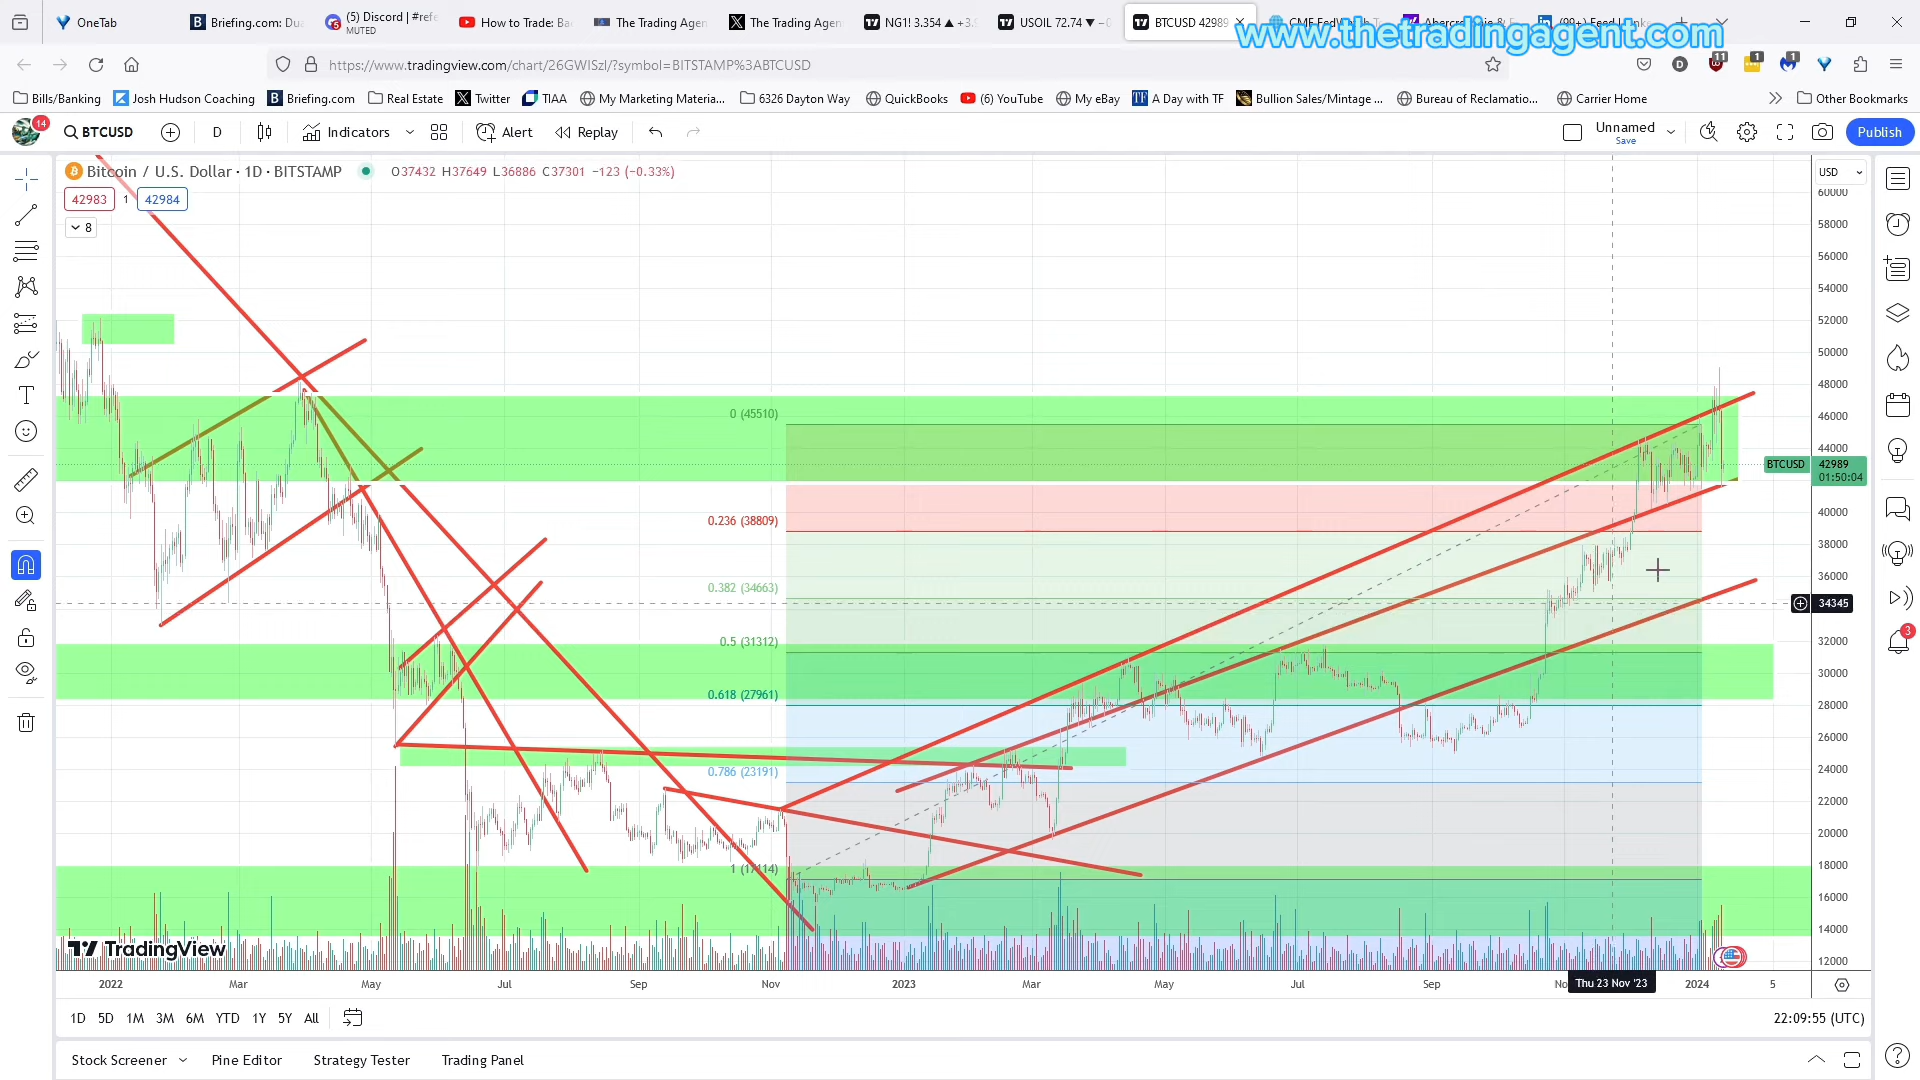 OneTab
Briefing.com: Du
(5) Discord | #refe
MUTED
How to Trade: Ba
The Trading Agen
The Trading Agen
NG1! 3.354 ▲ +3.
USOIL 72.74 ▼ −0
BTCUSD 42989
www.thetradingagent.com
https://www.tradingview.com/chart/26GWISzI/?symbol=BITSTAMP%3ABTCUSD
D
11
1
1
Bills/Banking
Josh Hudson Coaching
Briefing.com
Real Estate
Twitter
TIAA
My Marketing Materia...
6326 Dayton Way
QuickBooks
(6) YouTube
My eBay
A Day with TF
Bullion Sales/Mintage ...
Bureau of Reclamatio...
Carrier Home
Other Bookmarks
14
BTCUSD
D
Indicators
Alert
Replay
Unnamed
Save
Publish
Bitcoin / U.S. Dollar · 1D · BITSTAMP
O37432 H37649 L36886 C37301 −123 (−0.33%)
USD
42983 1 42984
8
60000
58000
56000
54000
52000
50000
48000
46000
44000
BTCUSD 42989
01:50:04
40000
38000
36000
34345
32000
30000
28000
26000
24000
22000
20000
18000
16000
14000
12000
0 (45510)
0.236 (38809)
0.382 (34663)
0.5 (31312)
0.618 (27961)
0.786 (23191)
1 (17114)
3
TradingView
2022 Mar May Jul Sep Nov 2023 Mar May Jul Sep Thu 23 Nov '23 2024 5
1D 5D 1M 3M 6M YTD 1Y 5Y All
22:09:55 (UTC)
Stock Screener
Pine Editor
Strategy Tester
Trading Panel